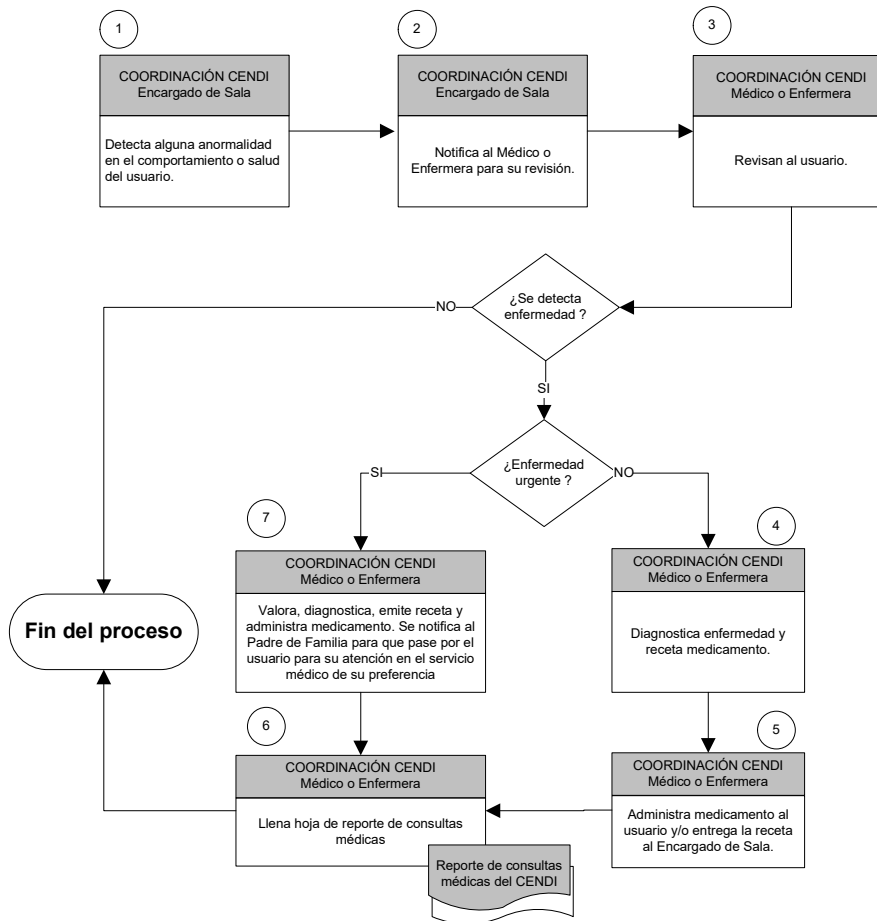 1
COORDINACIÓN CENDI
Encargado de Sala
Detecta alguna anormalidad
en el comportamiento o salud
del usuario.
2
COORDINACIÓN CENDI
Encargado de Sala
Notifica al Médico o
Enfermera para su revisión.
3
COORDINACIÓN CENDI
Médico o Enfermera
Revisan al usuario.
¿Se detecta
enfermedad ?
NO
SI
¿Enfermedad
urgente ?
SI
NO
7
COORDINACIÓN CENDI
Médico o Enfermera
Valora, diagnostica, emite receta y
administra medicamento. Se notifica al
Padre de Familia para que pase por el
usuario para su atención en el servicio
médico de su preferencia
4
COORDINACIÓN CENDI
Médico o Enfermera
Diagnostica enfermedad y
receta medicamento.
Fin del proceso
6
COORDINACIÓN CENDI
Médico o Enfermera
Llena hoja de reporte de consultas
médicas
Reporte de consultas
médicas del CENDI
5
COORDINACIÓN CENDI
Médico o Enfermera
Administra medicamento al
usuario y/o entrega la receta
al Encargado de Sala.